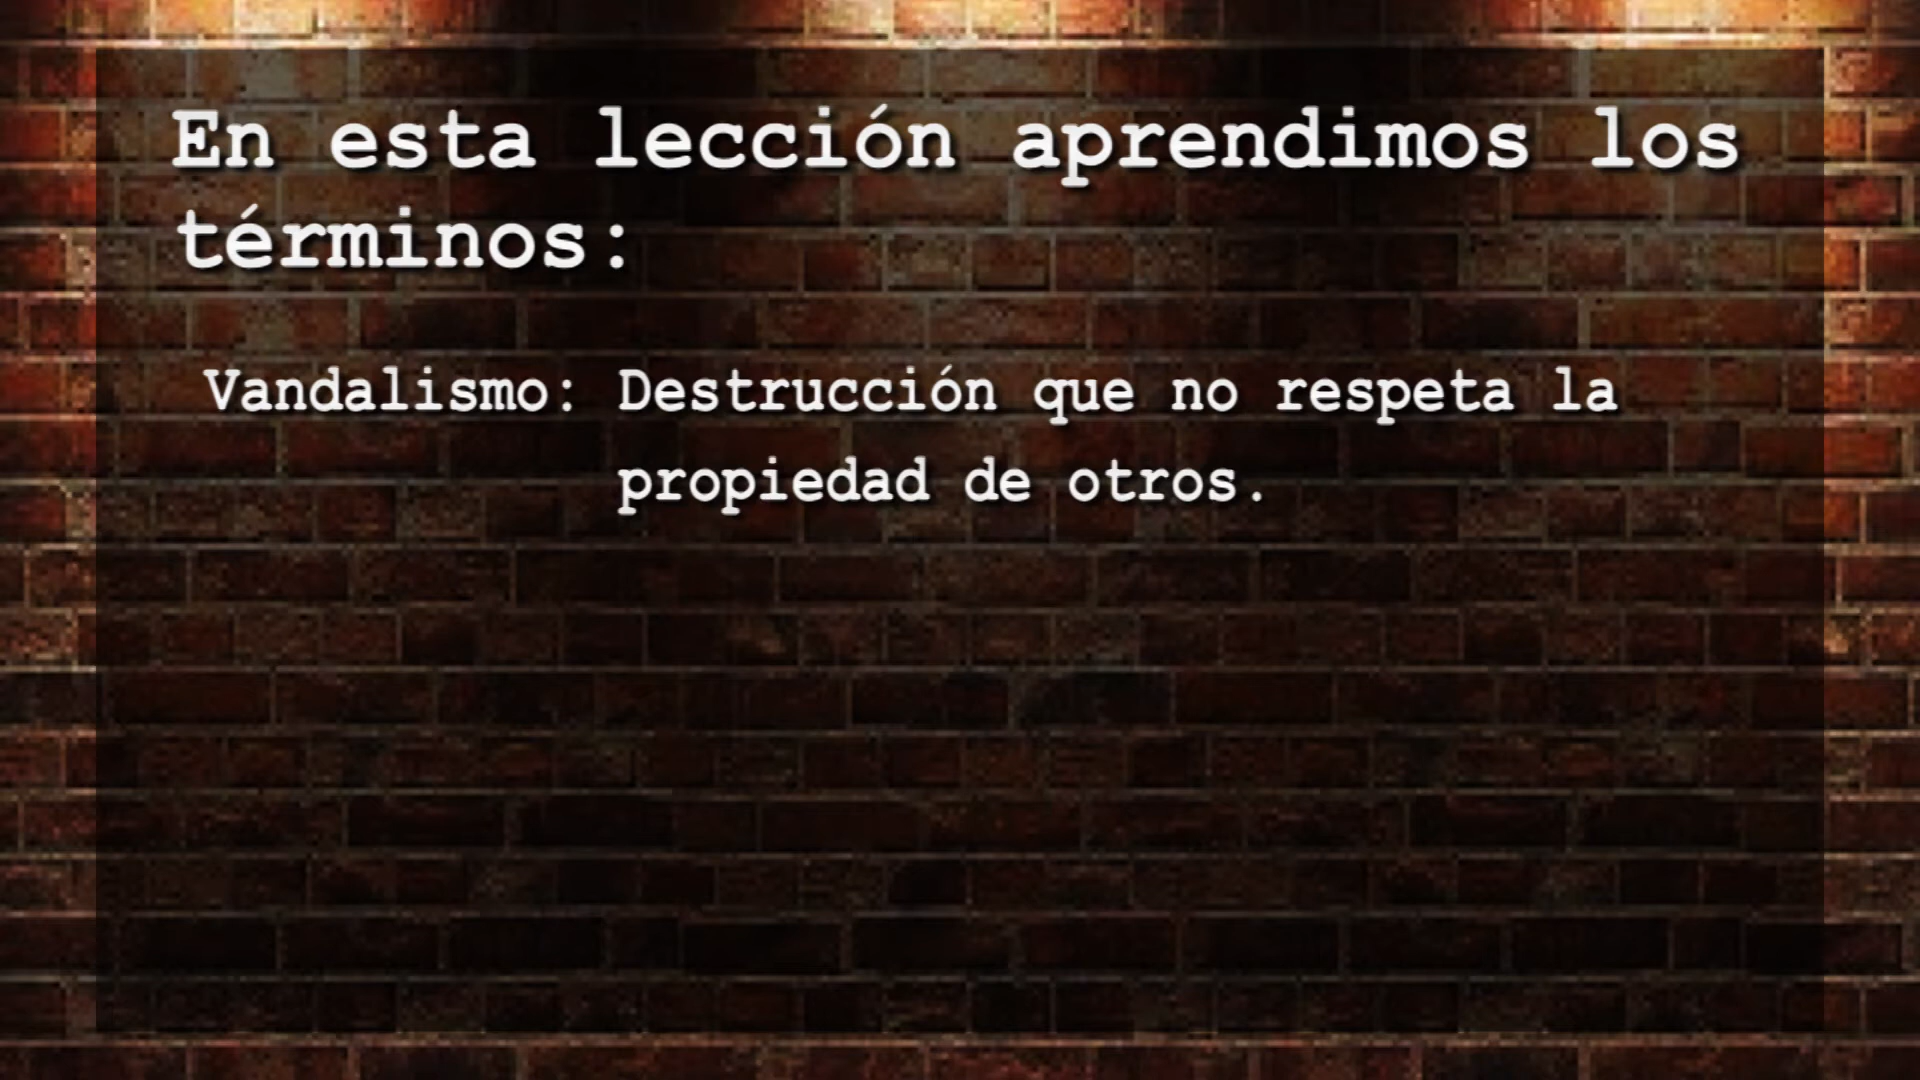 En esta lección aprendimos los
términos:
Vandalismo: Destrucción que no respeta la
propiedad de otros.